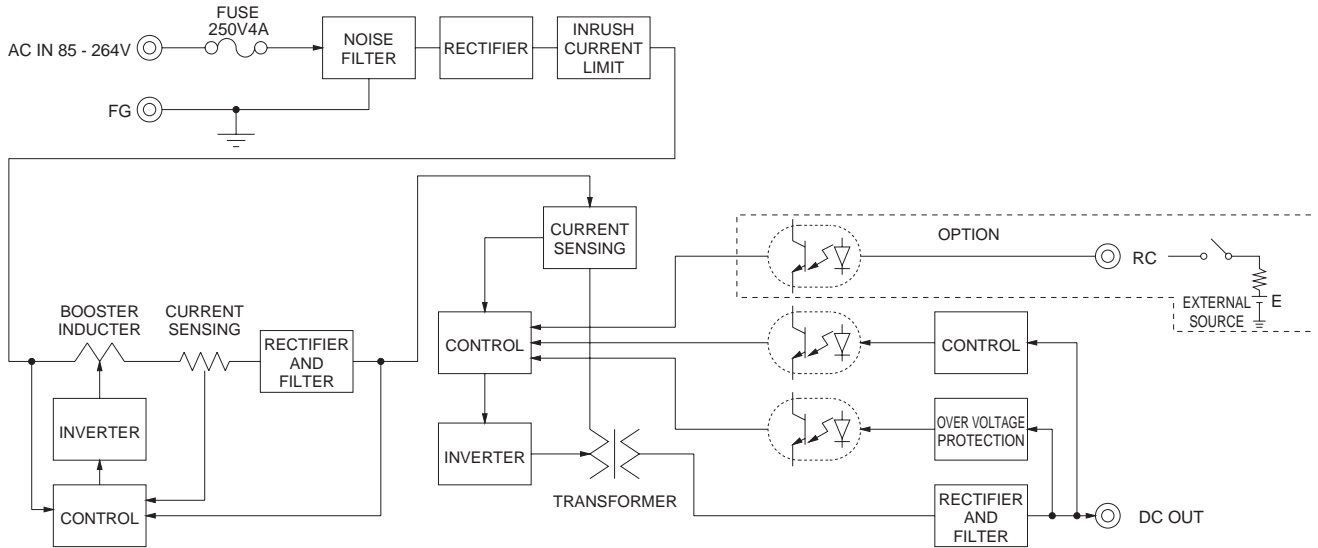 FUSE
250V4A
AC IN 85 - 264V
NOISE
FILTER
RECTIFIER
INRUSH
CURRENT
LIMIT
FG
CURRENT
SENSING
OPTION
RC
E
EXTERNAL
SOURCE
BOOSTER
INDUCTER
CURRENT
SENSING
RECTIFIER
AND
FILTER
CONTROL
CONTROL
INVERTER
INVERTER
OVER VOLTAGE
PROTECTION
TRANSFORMER
CONTROL
RECTIFIER
AND
FILTER
DC OUT